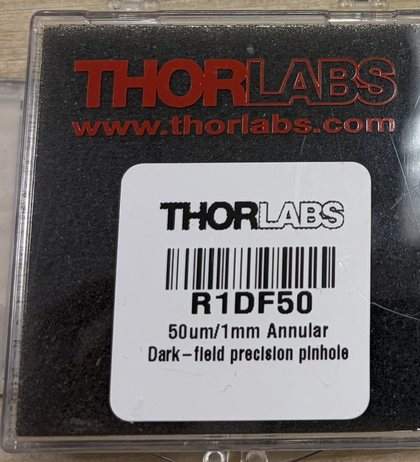 THORLABS
www.thorlabs.com
THORLABS
R1DF50
50um/1mm Annular
Dark-field precision pinhole